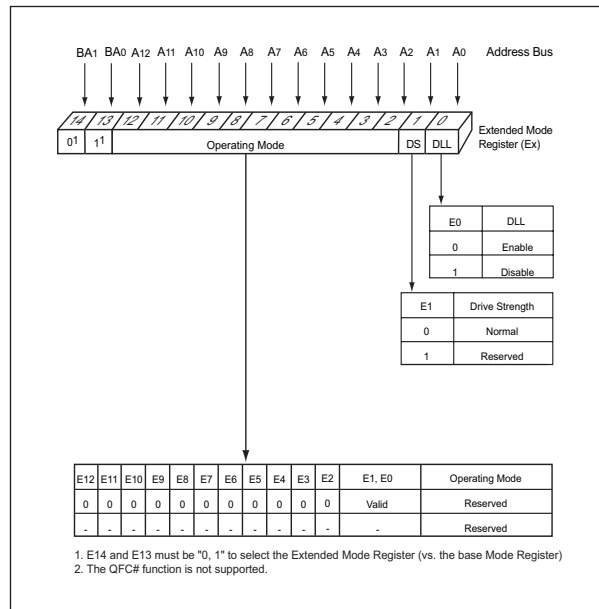 BA1 BA0 A12 A11 A10 A9 A8 A7 A6 A5 A4 A3 A2 A1 A0 Address Bus
14 13 12 11 10 9 8 7 6 5 4 3 2 1 0
Extended Mode
Register (Ex)
0¹ 1¹ Operating Mode DS DLL
E0 DLL
0 Enable
1 Disable
E1 Drive Strength
0 Normal
1 Reserved
E12 E11 E10 E9 E8 E7 E6 E5 E4 E3 E2 E1, E0 Operating Mode
0 0 0 0 0 0 0 0 0 0 0 Valid Reserved
- - - - - - - - - - - - Reserved
1. E14 and E13 must be "0, 1" to select the Extended Mode Register (vs. the base Mode Register)
2. The QFC# function is not supported.